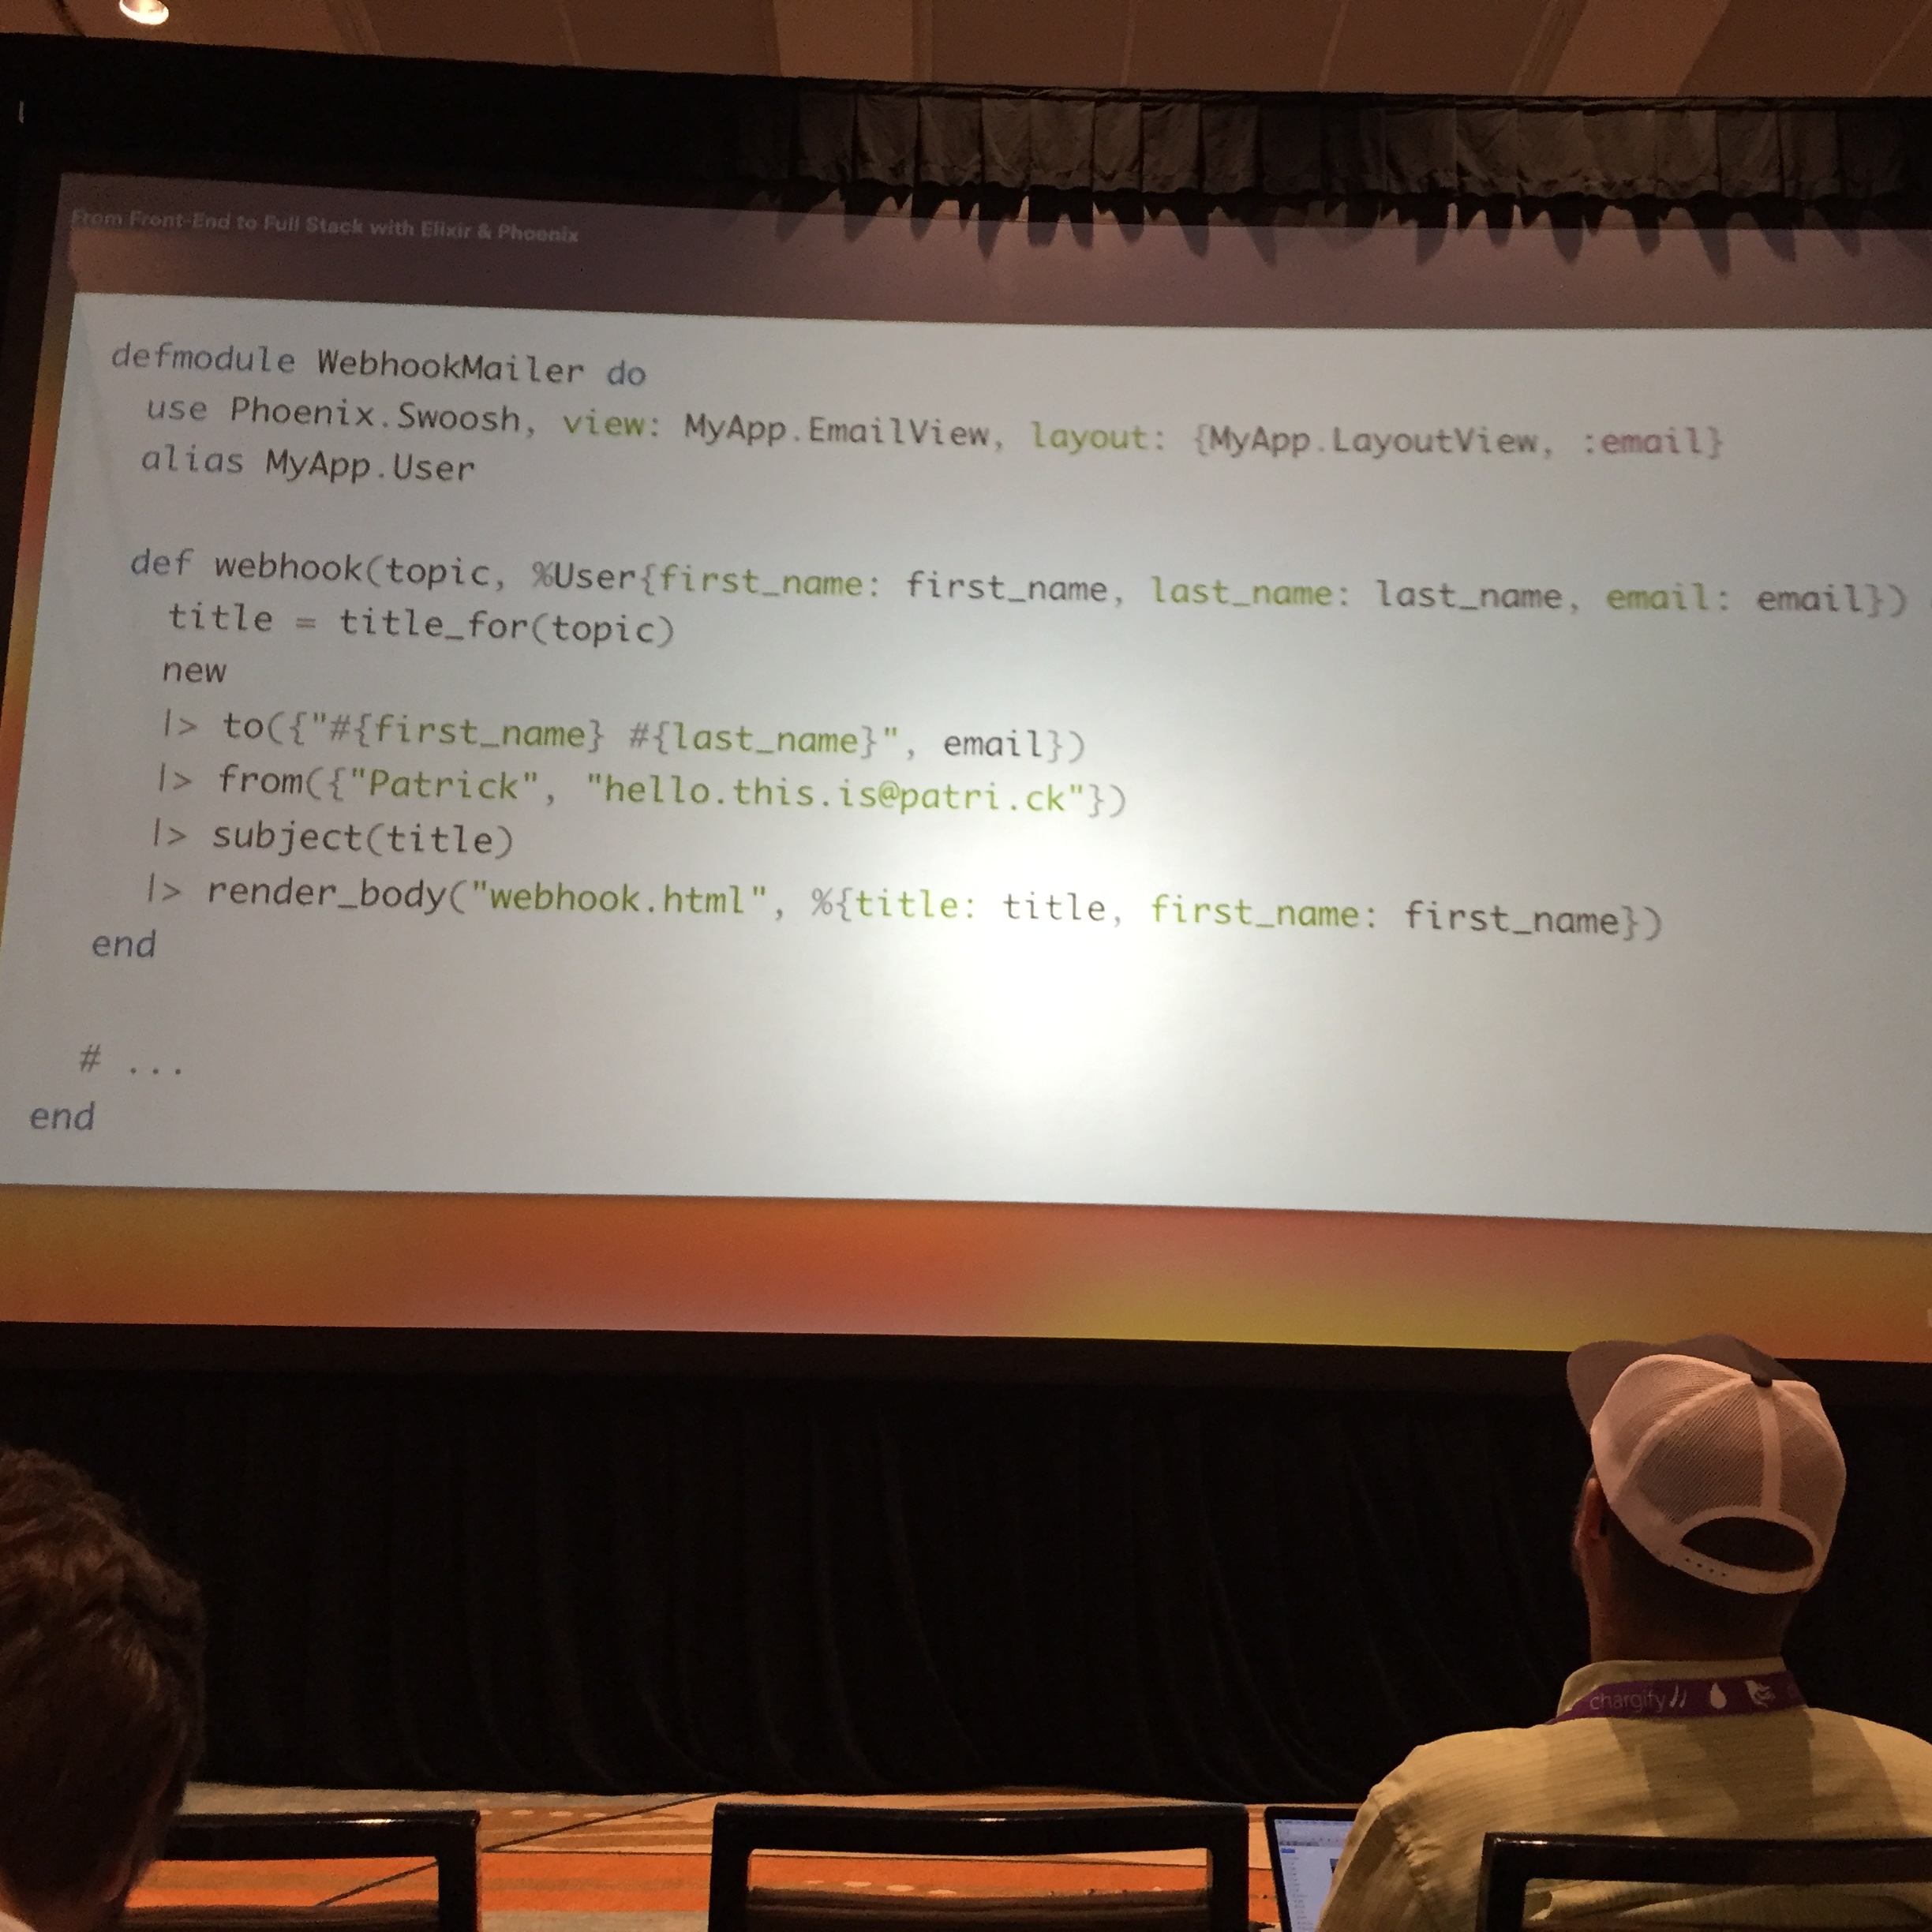 From Front-End to Full Stack with Elixir & Phoenix
defmodule WebhookMailer do
use Phoenix.Swoosh, view: MyApp.EmailView, layout: {MyApp.LayoutView, :email}
alias MyApp.User
def webhook(topic, %User{first_name: first_name, last_name: last_name, email: email})
title = title_for(topic)
new
|> to({"#{first_name} #{last_name}", email})
|> from({"Patrick", "hello.this.is@patri.ck"})
|> subject(title)
|> render_body("webhook.html", %{title: title, first_name: first_name})
end
# ...
end
chargify